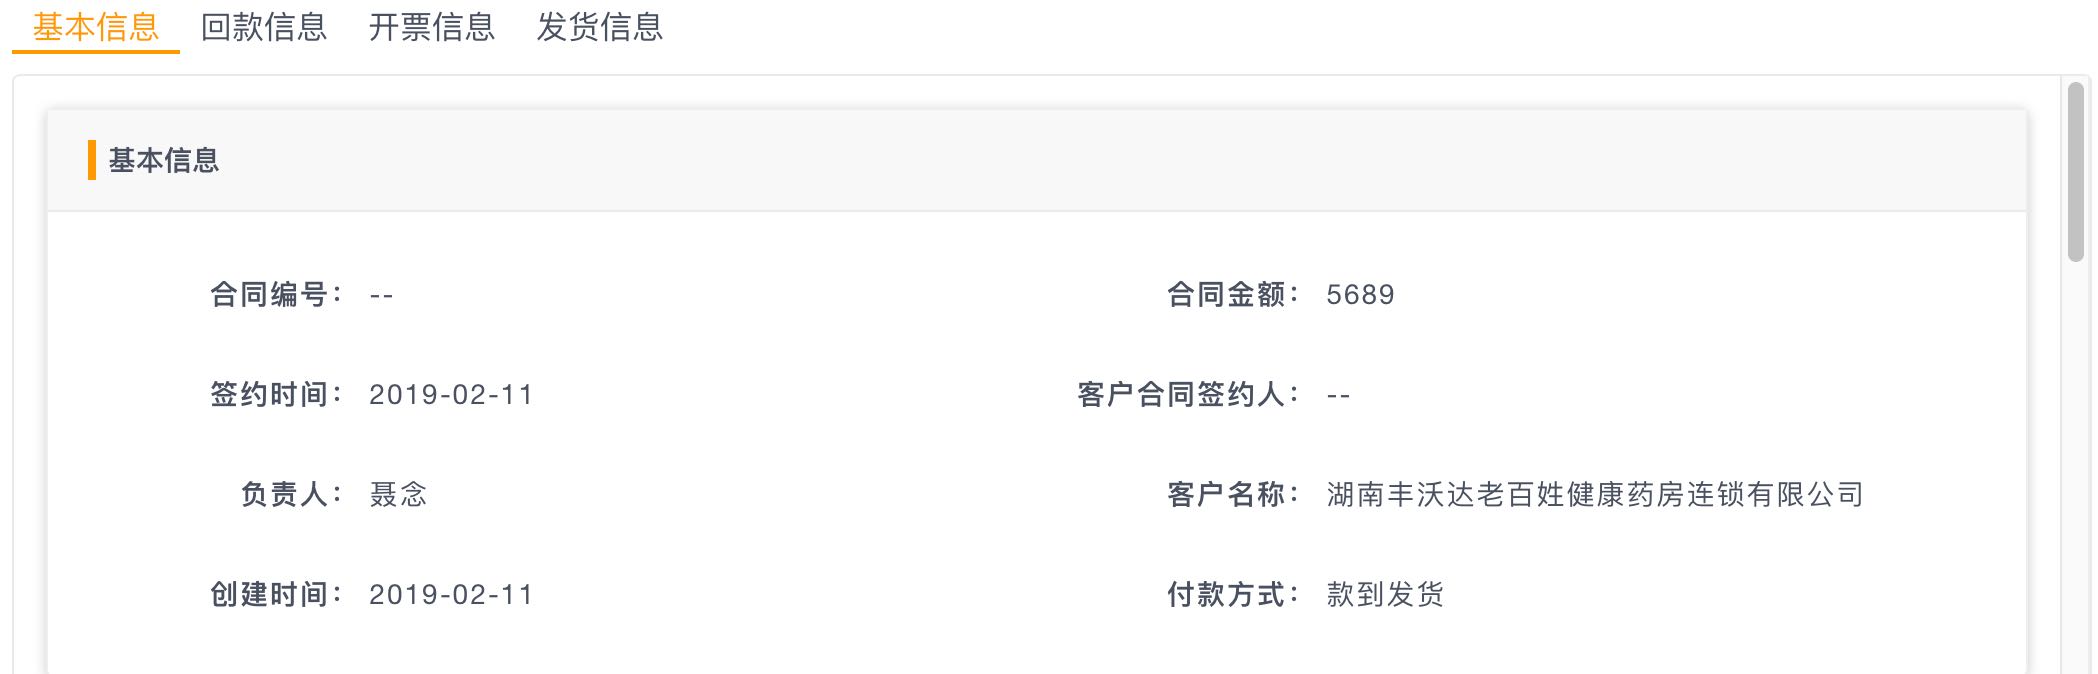 基本信息 回款信息 开票信息 发货信息
基本信息
合同编号： -- 合同金额： 5689
签约时间： 2019-02-11 客户合同签约人： --
负责人： 聂念 客户名称： 湖南丰沃达老百姓健康药房连锁有限公司
创建时间： 2019-02-11 付款方式： 款到发货